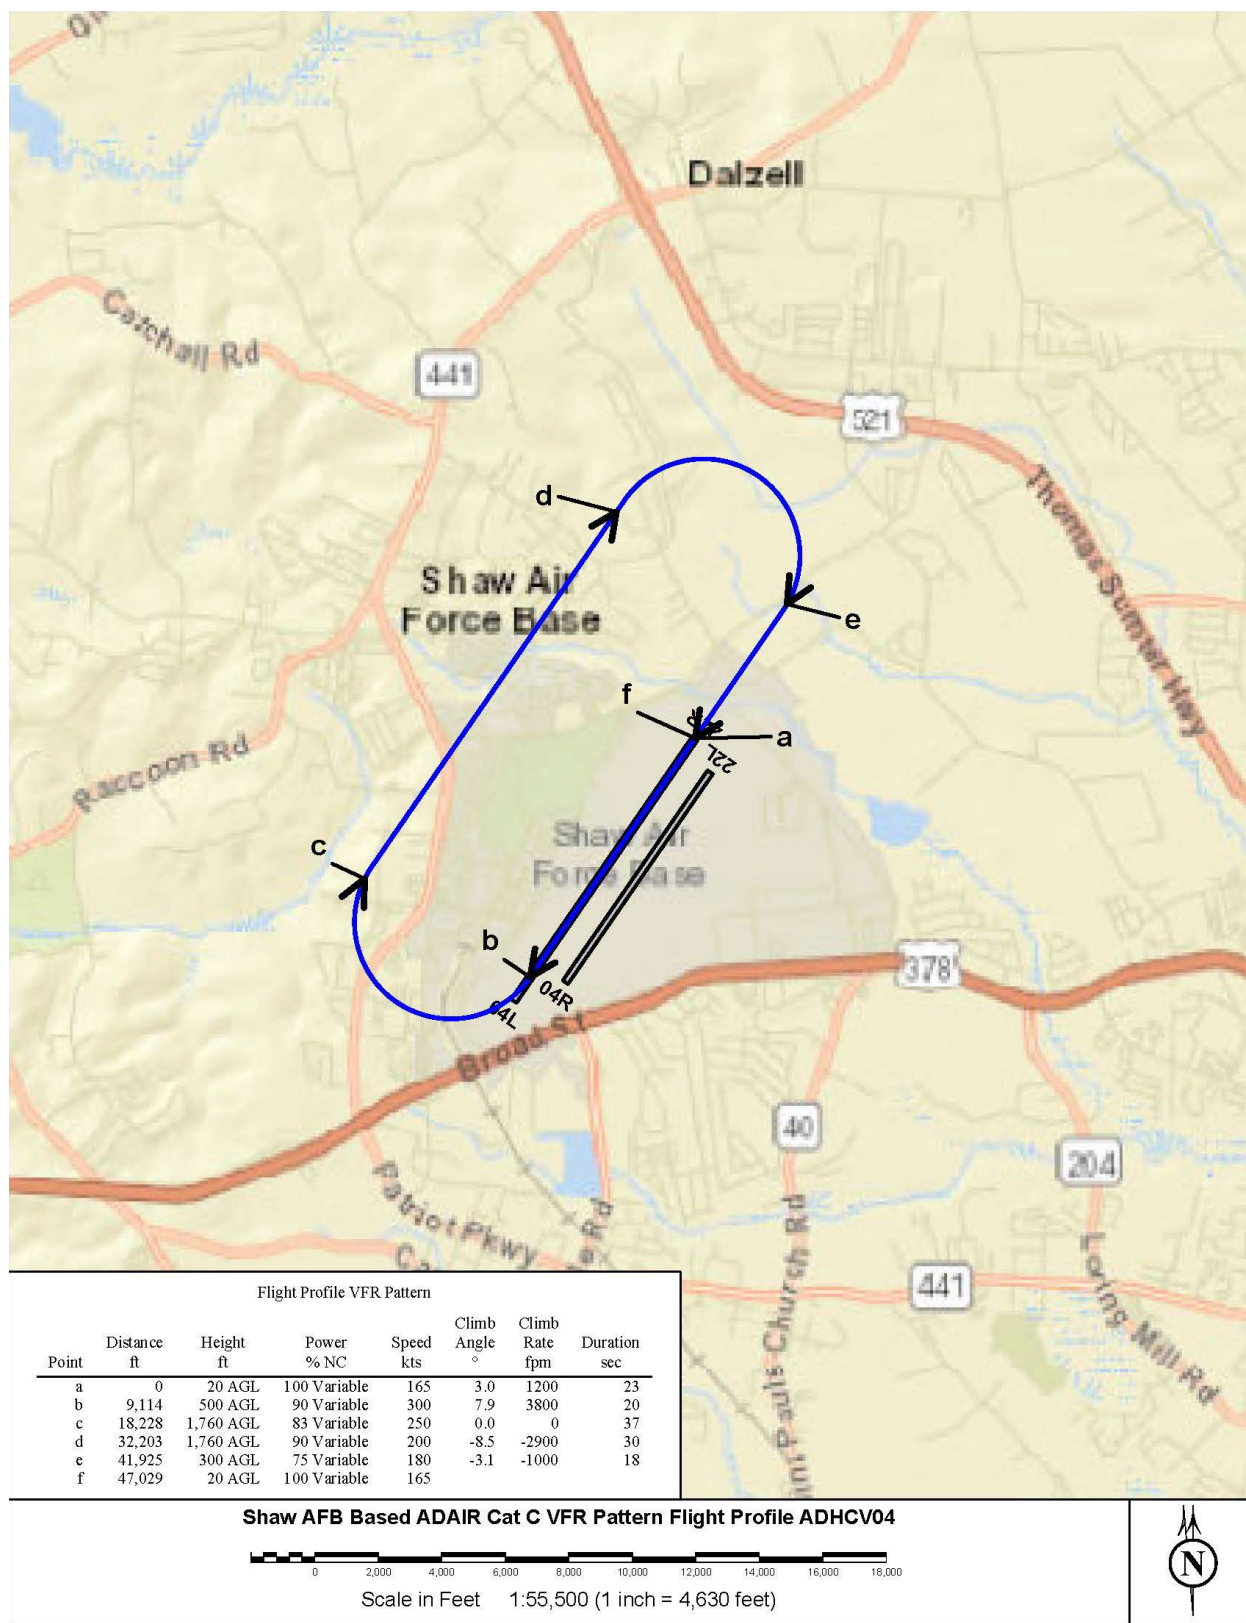 Dalzell
Catchall Rd
441
521
Thomas Sumter Hwy
d
Shaw Air
Force Base
e
f
a
22L
Raccoon Rd
Shaw Air
Force Base
c
b
04R
04L
378
Broad St
40
204
Patriot Pkwy
e Rd
441
Loring Mill Rd
Pauls Church Rd
Flight Profile VFR Pattern
Climb Climb
Distance Height Power Speed Angle Rate Duration
Point ft ft % NC kts ° fpm sec
a 0 20 AGL 100 Variable 165 3.0 1200 23
b 9,114 500 AGL 90 Variable 300 7.9 3800 20
c 18,228 1,760 AGL 83 Variable 250 0.0 0 37
d 32,203 1,760 AGL 90 Variable 200 -8.5 -2900 30
e 41,925 300 AGL 75 Variable 180 -3.1 -1000 18
f 47,029 20 AGL 100 Variable 165
Shaw AFB Based ADAIR Cat C VFR Pattern Flight Profile ADHCV04
0 2,000 4,000 6,000 8,000 10,000 12,000 14,000 16,000 18,000
Scale in Feet 1:55,500 (1 inch = 4,630 feet)
N